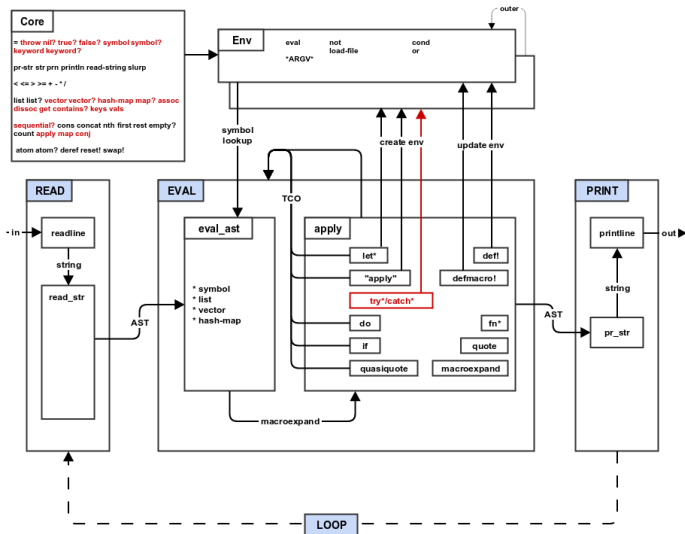 Core
= throw nil? true? false? symbol symbol?
keyword keyword?
pr-str str prn println read-string slurp
< <= > >= + - * /
list list? vector vector? hash-map map? assoc
dissoc get contains? keys vals
sequential? cons concat nth first rest empty?
count apply map conj
atom atom? deref reset! swap!
outer
Env
eval not cond
load-file or
*ARGV*
symbol
lookup
create env
update env
READ
EVAL
PRINT
TCO
in
readline
string
read_str
AST
eval_ast
* symbol
* list
* vector
* hash-map
macroexpand
apply
let*
def!
"apply"
defmacro!
try*/catch*
do
fn*
if
quote
quasiquote
macroexpand
AST
printline
out
string
pr_str
LOOP